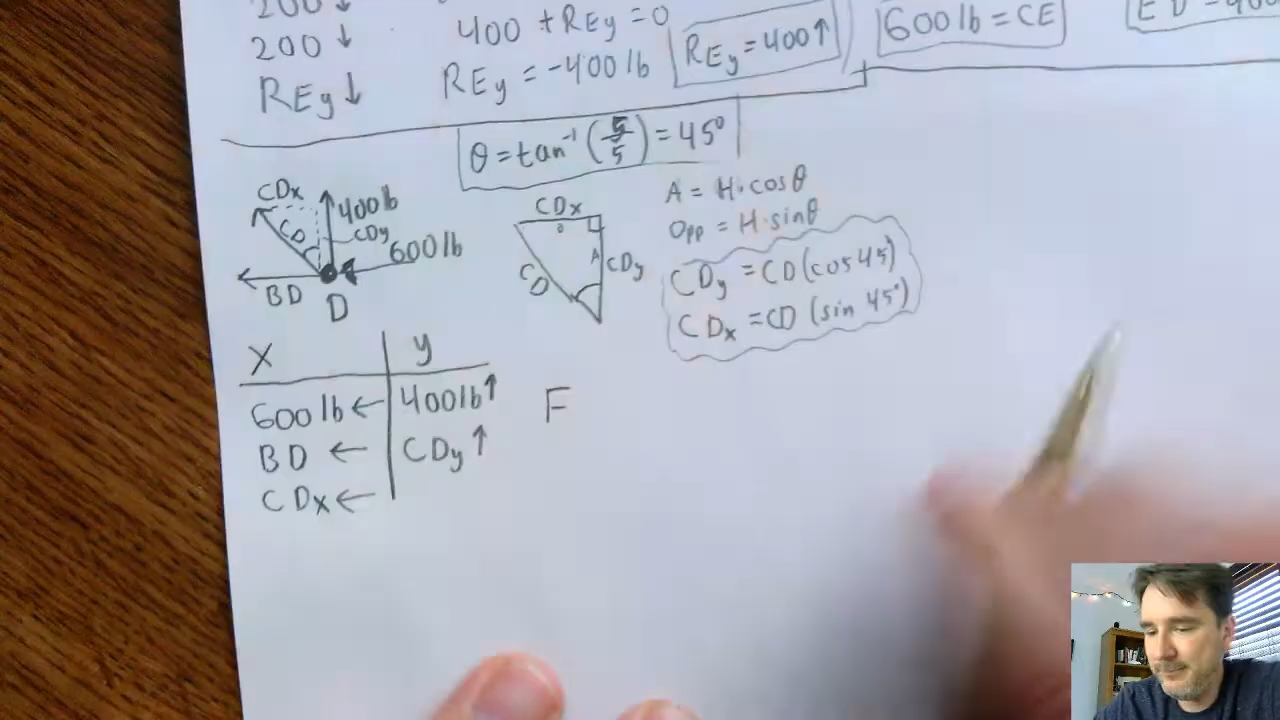 200 ↓
200 ↓
REy ↓
400 + REy = 0
REy = -400 lb
REy = 400 ↑
600 lb = CE
θ = tan⁻¹ (5/5) = 45°
CDx
400 lb
CD
CDy
600 lb
BD
D
CDx
O
A
CD
CDy
A = H · cos θ
Opp = H · sin θ
CDy = CD (cos 45)
CDx = CD (sin 45°)
X
y
600 lb ←
400 lb ↑
BD ←
CDy ↑
CDx ←
F